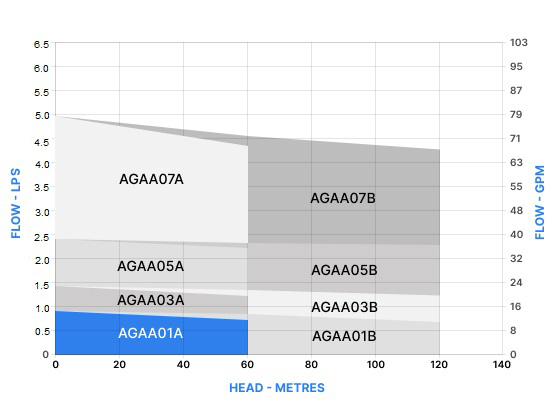 6.5
6.0
5.5
5.0
4.5
4.0
3.5
3.0
2.5
2.0
1.5
1.0
0.5
0
FLOW - LPS
103
95
87
79
71
63
55
48
40
32
24
16
8
0
FLOW - GPM
AGAA07A
AGAA07B
AGAA05A
AGAA05B
AGAA03A
AGAA03B
AGAA01A
AGAA01B
0 20 40 60 80 100 120 140
HEAD - METRES